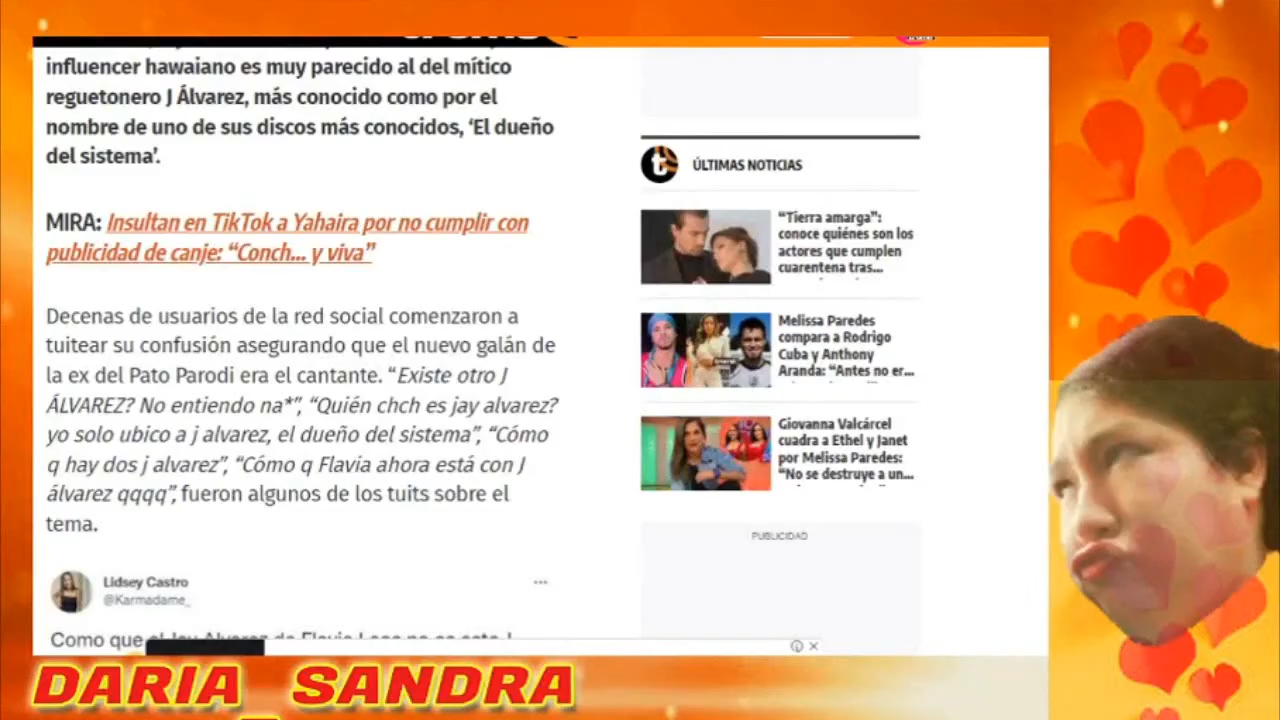 influencer hawaiano es muy parecido al del mítico
reguetonero J Álvarez, más conocido como por el
nombre de uno de sus discos más conocidos, ‘El dueño
del sistema’.
MIRA: Insultan en TikTok a Yahaira por no cumplir con
publicidad de canje: “Conch... y viva”
Decenas de usuarios de la red social comenzaron a
tuitear su confusión asegurando que el nuevo galán de
la ex del Pato Parodi era el cantante. “Existe otro J
ÁLVAREZ? No entiendo na*”, “Quién chch es jay alvarez?
yo solo ubico a j alvarez, el dueño del sistema”, “Cómo
q hay dos j alvarez”, “Cómo q Flavia ahora está con J
álvarez qqqq”, fueron algunos de los tuits sobre el
tema.
Lidsey Castro
@Karmadame_
Como que el Jay Alvarez de Flavia
t ÚLTIMAS NOTICIAS
“Tierra amarga”:
conoce quiénes son los
actores que cumplen
cuarentena tras...
Melissa Paredes
compara a Rodrigo
Cuba y Anthony
Aranda: “Antes no er...
Giovanna Valcárcel
cuadra a Ethel y Janet
por Melissa Paredes:
“No se destruye a un...
PUBLICIDAD
DARIA SANDRA